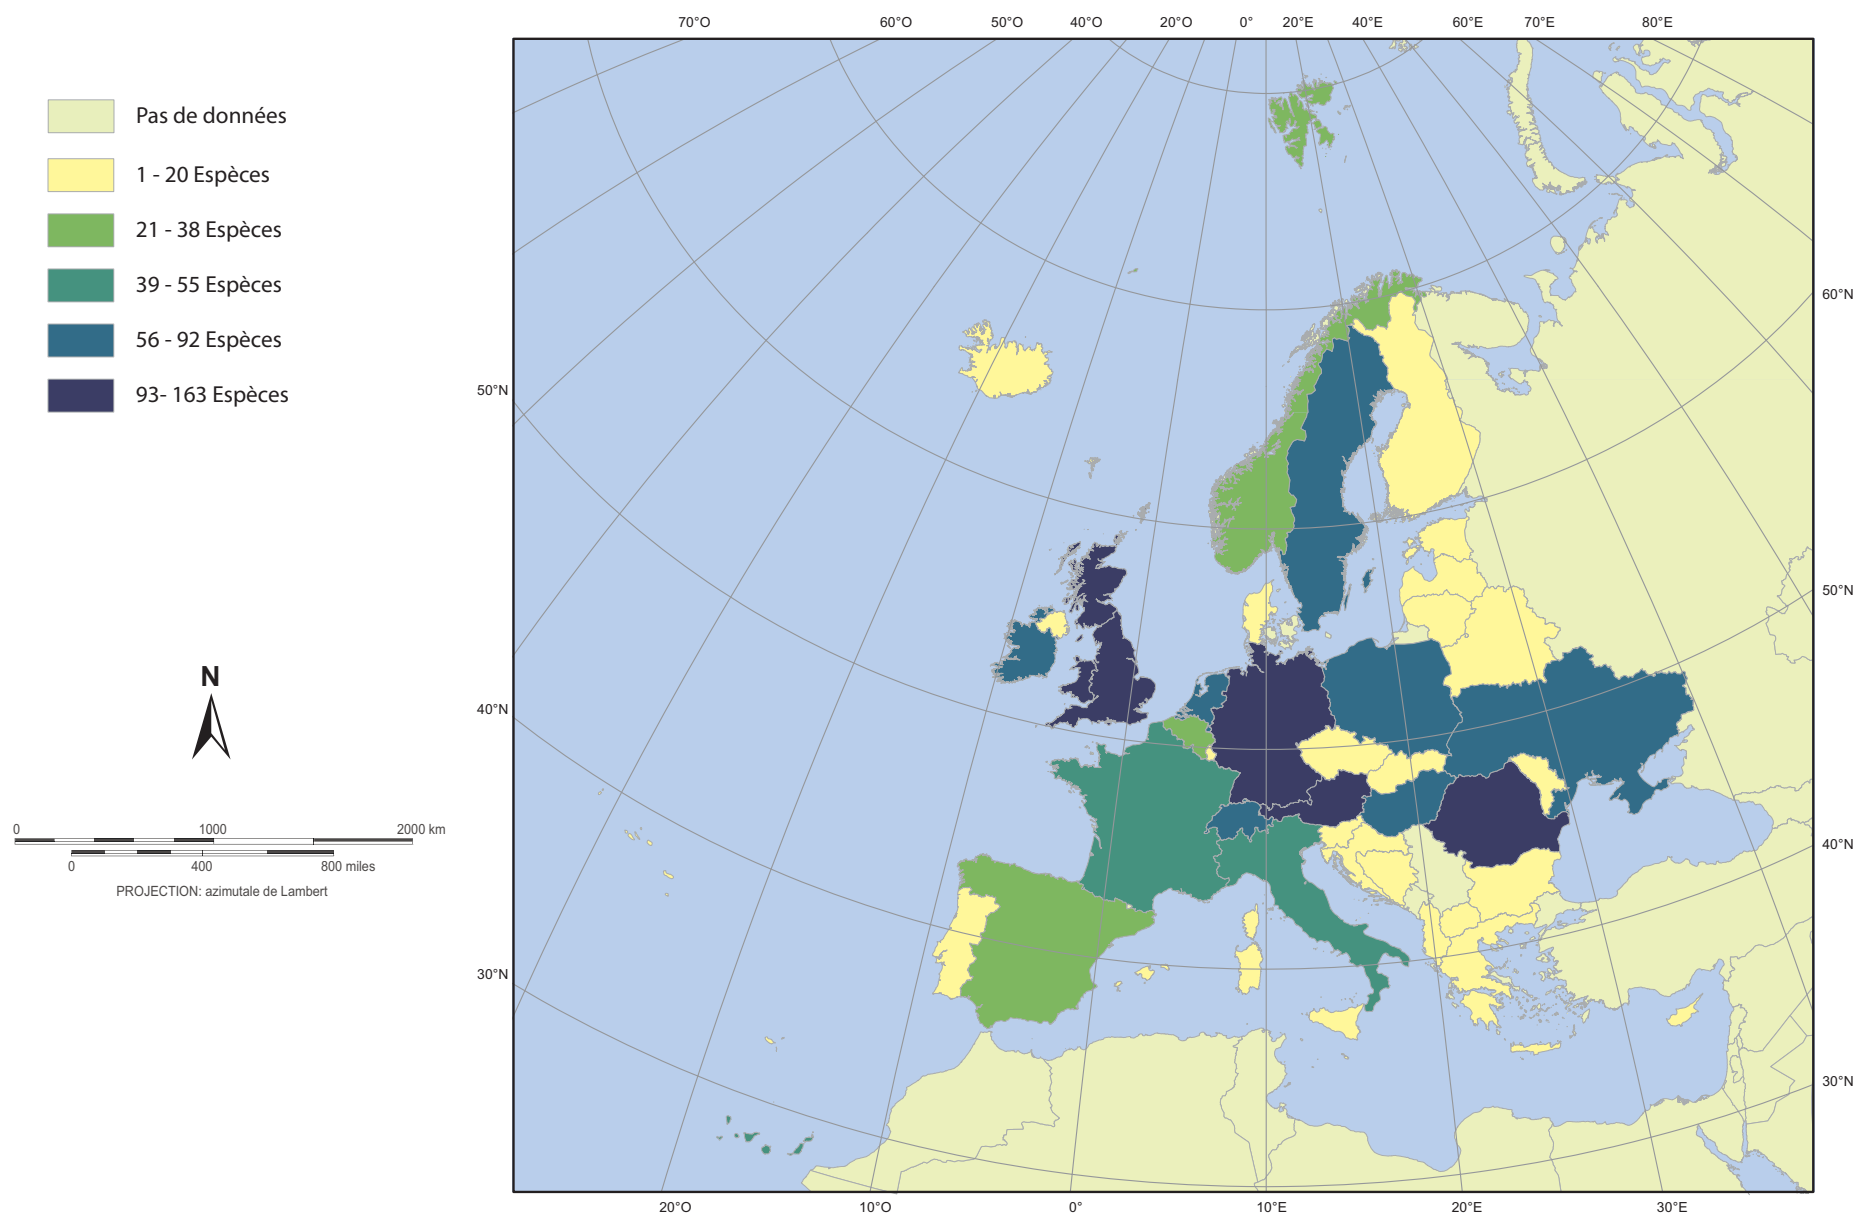 70°O 60°O 50°O 40°O 20°O 0° 20°E 40°E 60°E 70°E 80°E
Pas de données
1 - 20 Espèces
21 - 38 Espèces
39 - 55 Espèces
56 - 92 Espèces
93- 163 Espèces
60°N
50°N
50°N
N
40°N
0 1000 2000 km
0 400 800 miles
PROJECTION: azimutale de Lambert
40°N
30°N
30°N
20°O 10°O 0° 10°E 20°E 30°E